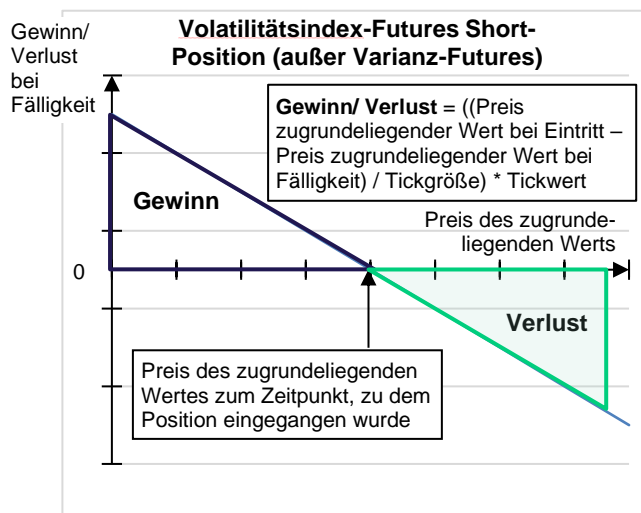 Gewinn/
Verlust
bei
Fälligkeit
Volatilitätsindex-Futures Short-
Position (außer Varianz-Futures)
Gewinn/ Verlust = ((Preis
zugrundeliegender Wert bei Eintritt –
Preis zugrundeliegender Wert bei
Fälligkeit) / Tickgröße) * Tickwert
Gewinn
Preis des zugrunde-
liegenden Werts
0
Verlust
Preis des zugrundeliegenden
Wertes zum Zeitpunkt, zu dem
Position eingegangen wurde